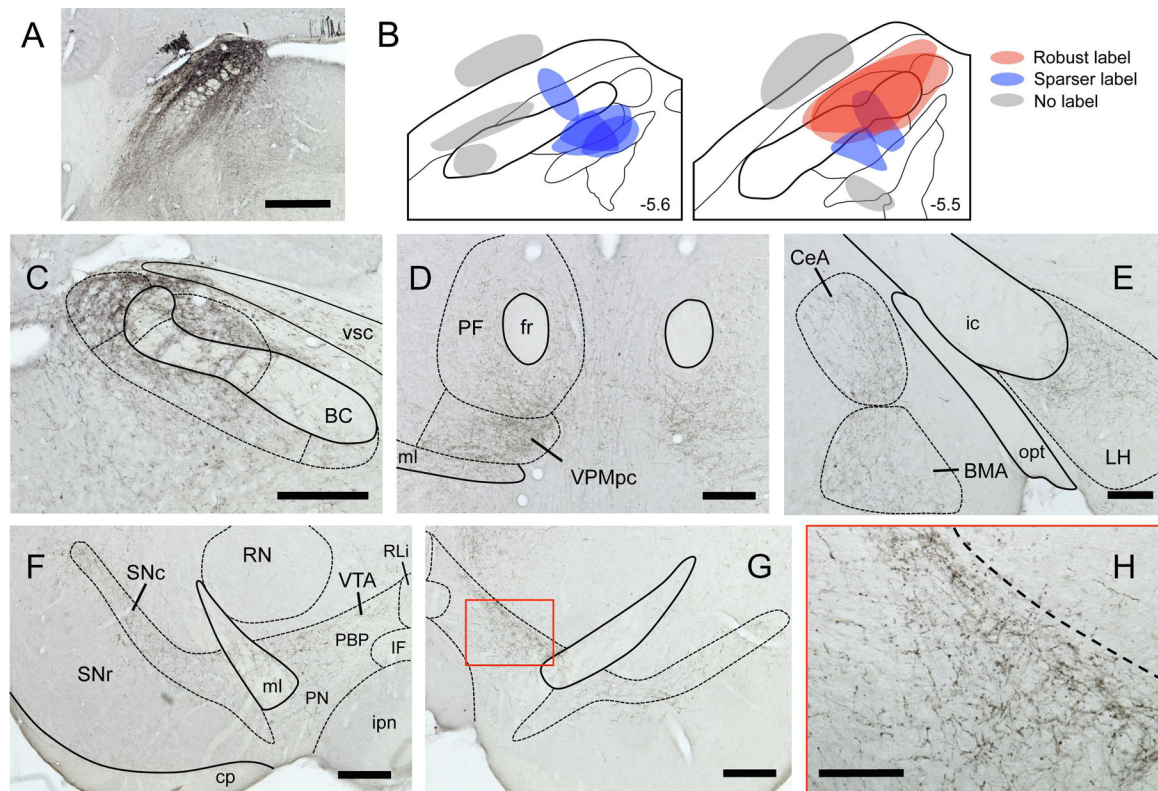 A
B
Robust label
Sparser label
No label
-5.6
-5.5
C
vsc
BC
D
PF
fr
ml
VPMpc
E
CeA
ic
opt
LH
BMA
F
SNc
RN
RLi
VTA
PBP
IF
SNr
ml
PN
ipn
cp
G
H